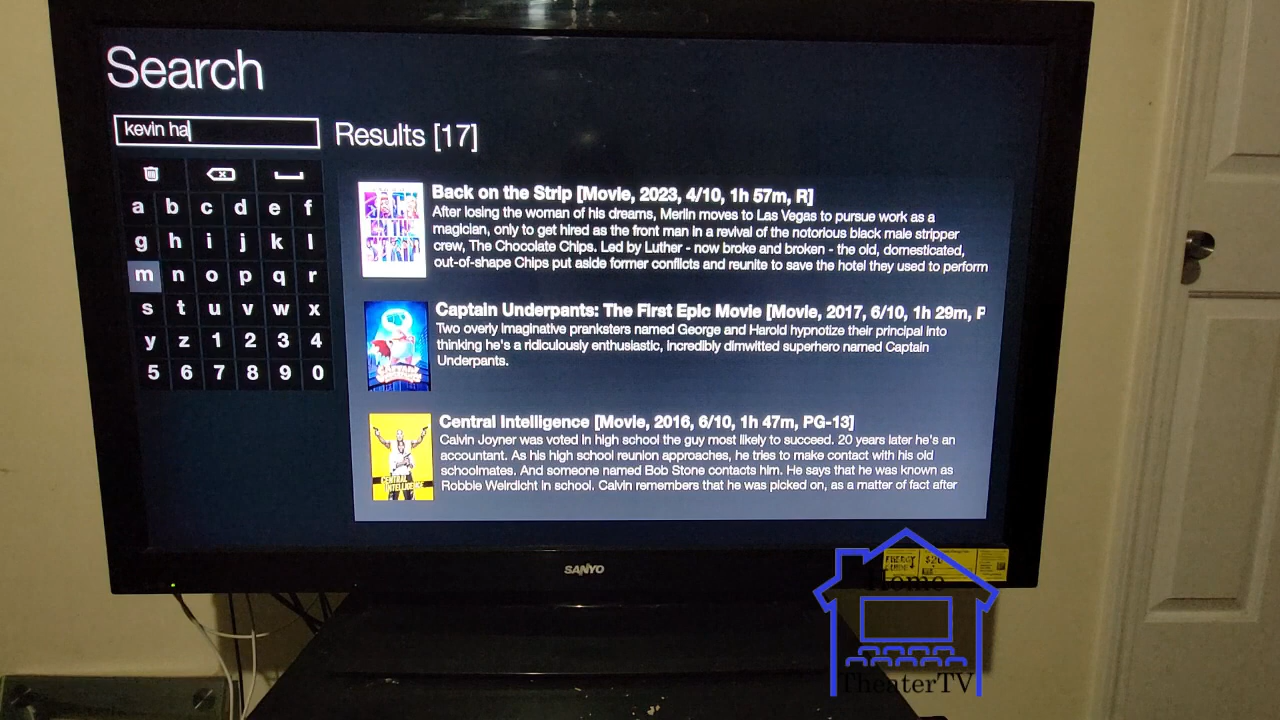 Search
kevin ha
Results [17]
a b c d e f
g h i j k l
m n o p q r
s t u v w x
y z 1 2 3 4
5 6 7 8 9 0
BACK
ON THE
STRIP
Back on the Strip [Movie, 2023, 4/10, 1h 57m, R]
After losing the woman of his dreams, Merlin moves to Las Vegas to pursue work as a
magician, only to get hired as the front man in a revival of the notorious black male stripper
crew, The Chocolate Chips. Led by Luther - now broke and broken - the old, domesticated,
out-of-shape Chips put aside former conflicts and reunite to save the hotel they used to perform
Captain Underpants: The First Epic Movie [Movie, 2017, 6/10, 1h 29m, P
Two overly imaginative pranksters named George and Harold hypnotize their principal into
thinking he's a ridiculously enthusiastic, incredibly dimwitted superhero named Captain
Underpants.
CENTRAL
INTELLIGENCE
Central Intelligence [Movie, 2016, 6/10, 1h 47m, PG-13]
Calvin Joyner was voted in high school the guy most likely to succeed. 20 years later he's an
accountant. As his high school reunion approaches, he tries to make contact with his old
schoolmates. And someone named Bob Stone contacts him. He says that he was known as
Robbie Weirdicht in school. Calvin remembers that he was picked on, as a matter of fact after
SANYO
ENERGY
GUIDE
Home
TheaterTV